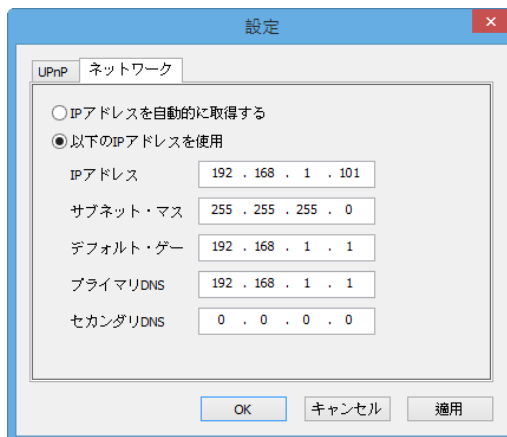 設定
UPnP ネットワーク
IPアドレスを自動的に取得する
以下のIPアドレスを使用
IPアドレス 192 . 168 . 1 . 101
サブネット・マス 255 . 255 . 255 . 0
デフォルト・ゲー 192 . 168 . 1 . 1
プライマリDNS 192 . 168 . 1 . 1
セカンダリDNS 0 . 0 . 0 . 0
OK キャンセル 適用